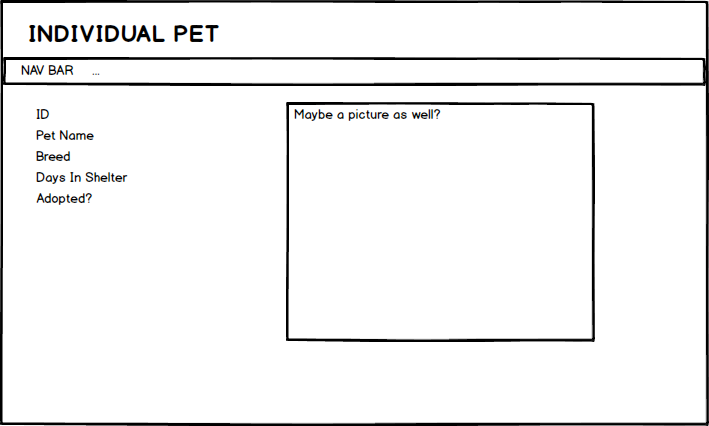 INDIVIDUAL PET
NAV BAR ...
ID
Pet Name
Breed
Days In Shelter
Adopted?
Maybe a picture as well?